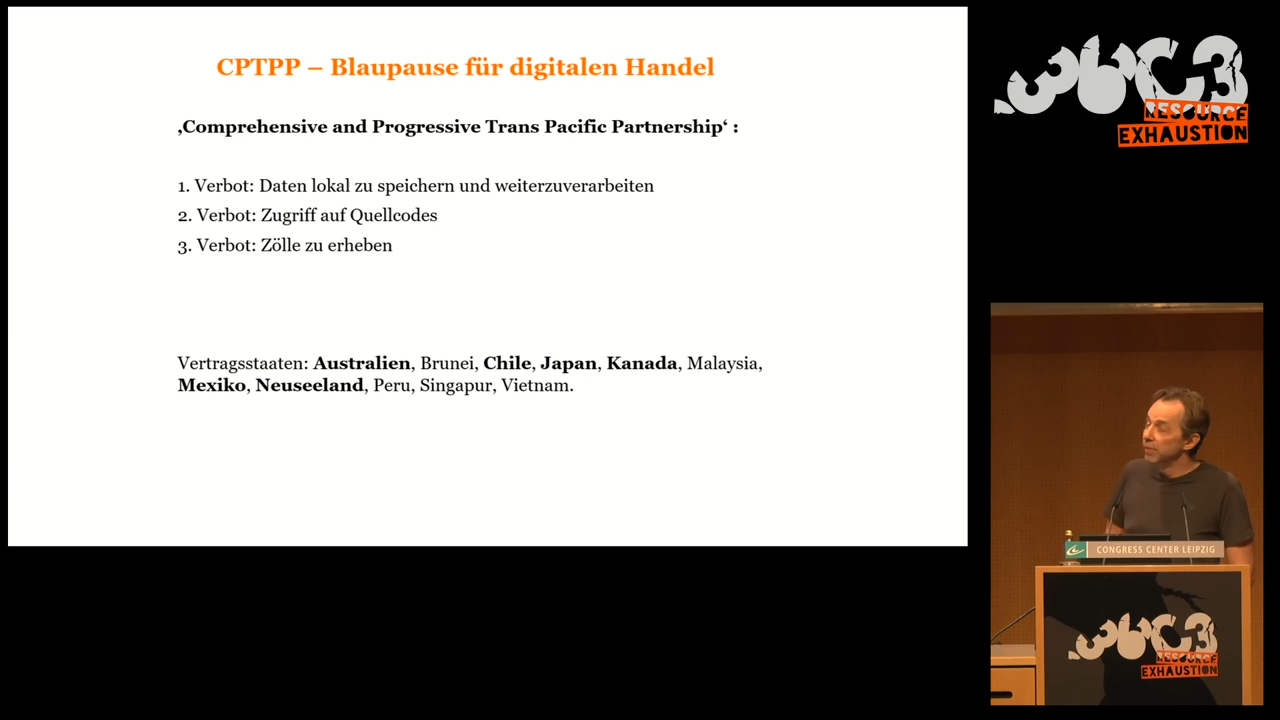 CPTPP – Blaupause für digitalen Handel
‚Comprehensive and Progressive Trans Pacific Partnership‘ :
1. Verbot: Daten lokal zu speichern und weiterzuverarbeiten
2. Verbot: Zugriff auf Quellcodes
3. Verbot: Zölle zu erheben
Vertragsstaaten: Australien, Brunei, Chile, Japan, Kanada, Malaysia,
Mexiko, Neuseeland, Peru, Singapur, Vietnam.
36C3
RESOURCE
EXHAUSTION
CONGRESS CENTER LEIPZIG
36C3
RESOURCE
EXHAUSTION